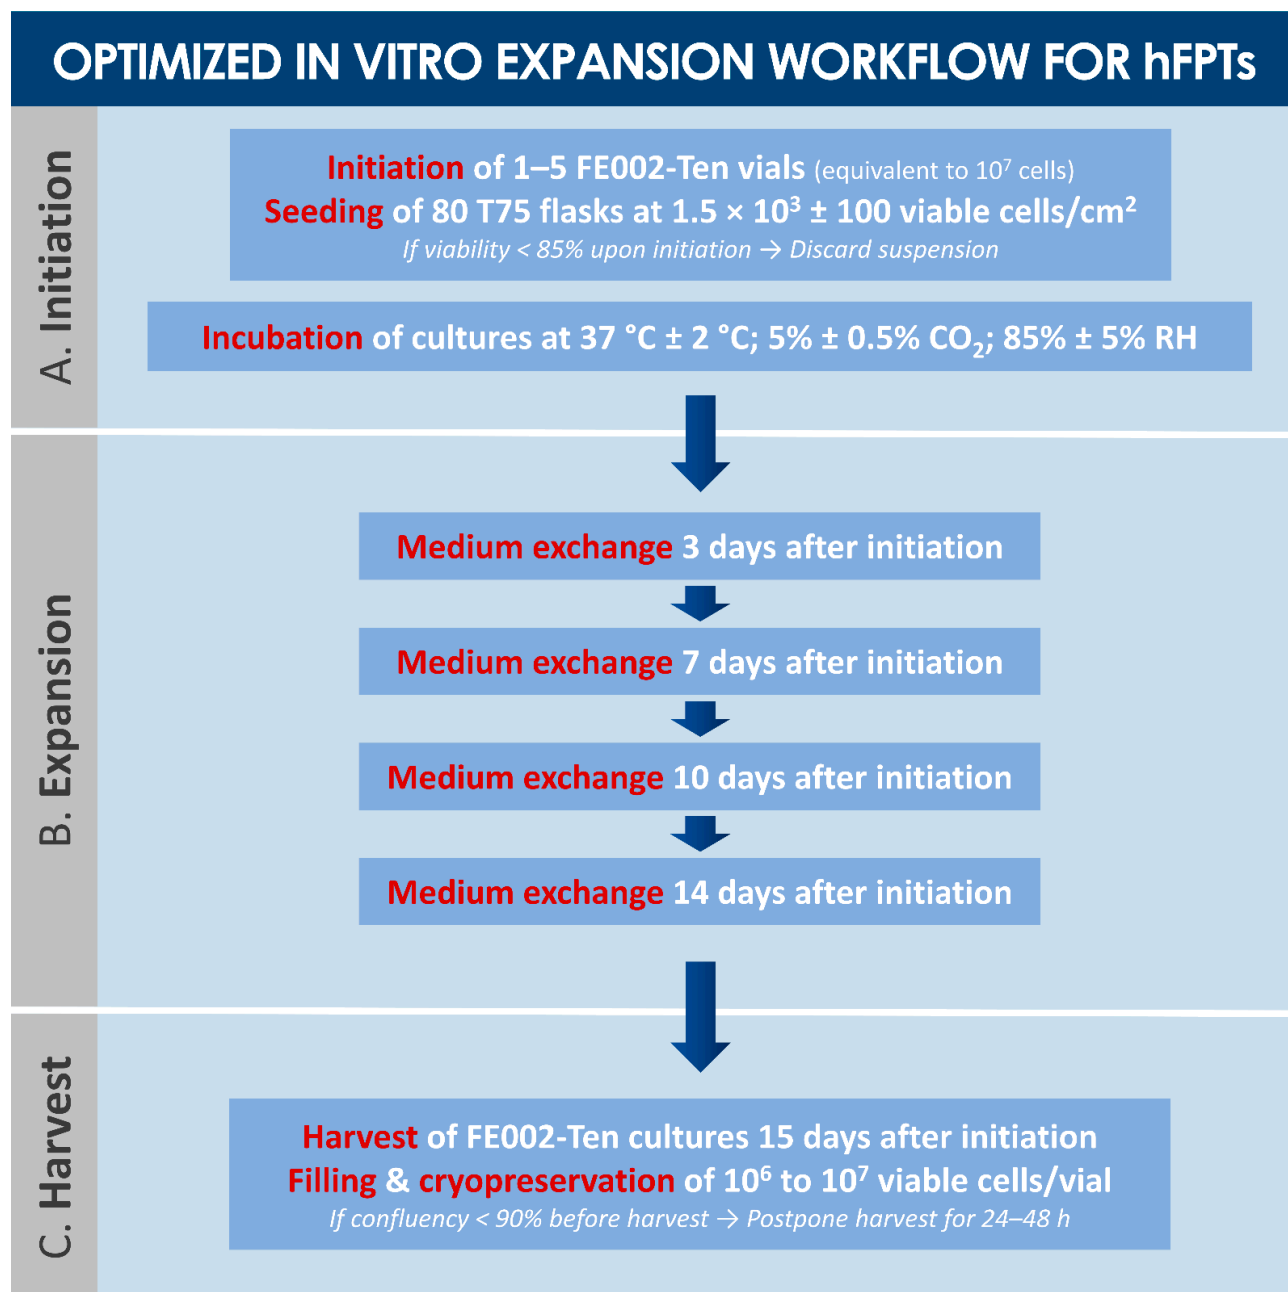 OPTIMIZED IN VITRO EXPANSION WORKFLOW FOR hFPTs
A. Initiation
Initiation of 1–5 FE002-Ten vials (equivalent to 10⁷ cells)
Seeding of 80 T75 flasks at 1.5 × 10³ ± 100 viable cells/cm²
If viability < 85% upon initiation → Discard suspension
Incubation of cultures at 37 °C ± 2 °C; 5% ± 0.5% CO₂; 85% ± 5% RH
B. Expansion
Medium exchange 3 days after initiation
Medium exchange 7 days after initiation
Medium exchange 10 days after initiation
Medium exchange 14 days after initiation
C. Harvest
Harvest of FE002-Ten cultures 15 days after initiation
Filling & cryopreservation of 10⁶ to 10⁷ viable cells/vial
If confluency < 90% before harvest → Postpone harvest for 24–48 h